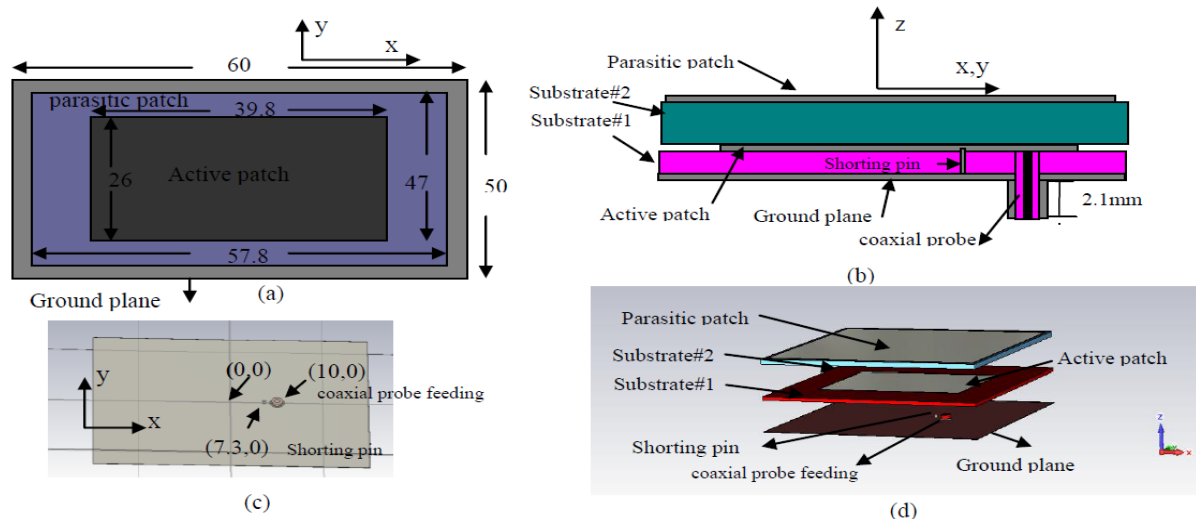 y
x
60
parasitic patch
39.8
Active patch
26
47
50
57.8
Ground plane
(a)
z
x,y
Parasitic patch
Substrate#2
Substrate#1
Shorting pin
Active patch
Ground plane
2.1mm
coaxial probe
(b)
y
x
(0,0)
(10,0)
coaxial probe feeding
(7.3,0)
Shorting pin
(c)
Parasitic patch
Substrate#2
Active patch
Substrate#1
Shorting pin
coaxial probe feeding
Ground plane
z
x
(d)